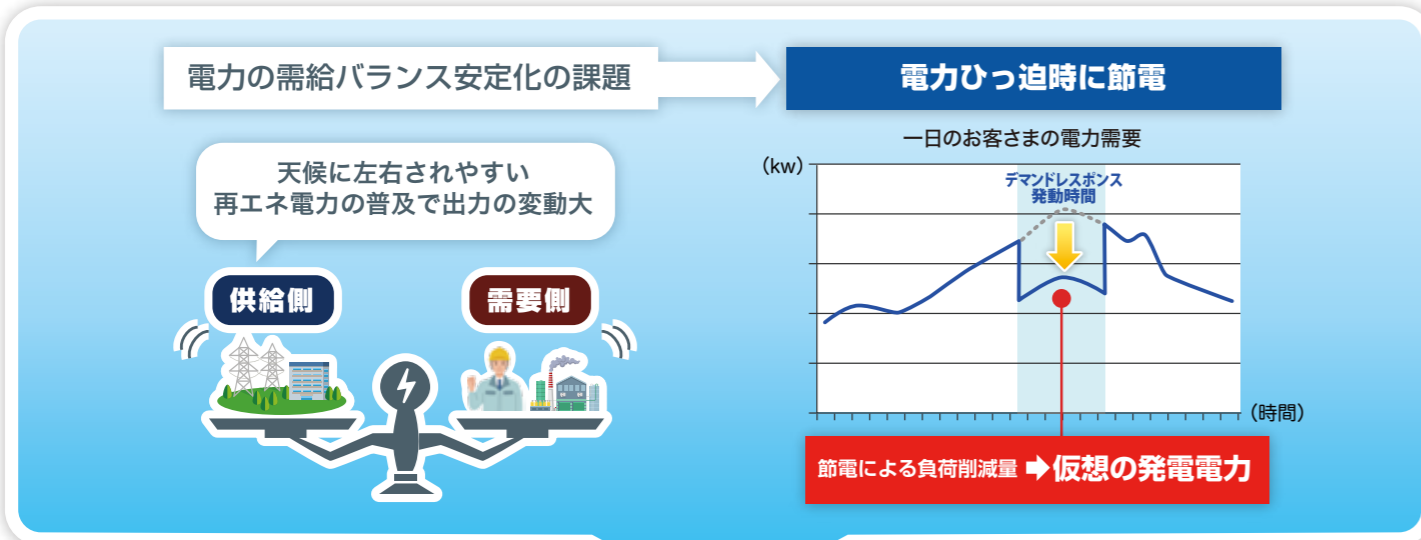 電力の需給バランス安定化の課題
電力ひっ迫時に節電
天候に左右されやすい
再エネ電力の普及で出力の変動大
供給側
需要側
一日のお客さまの電力需要
（kw）
デマンドレスポンス
発動時間
（時間）
節電による負荷削減量➡仮想の発電電力